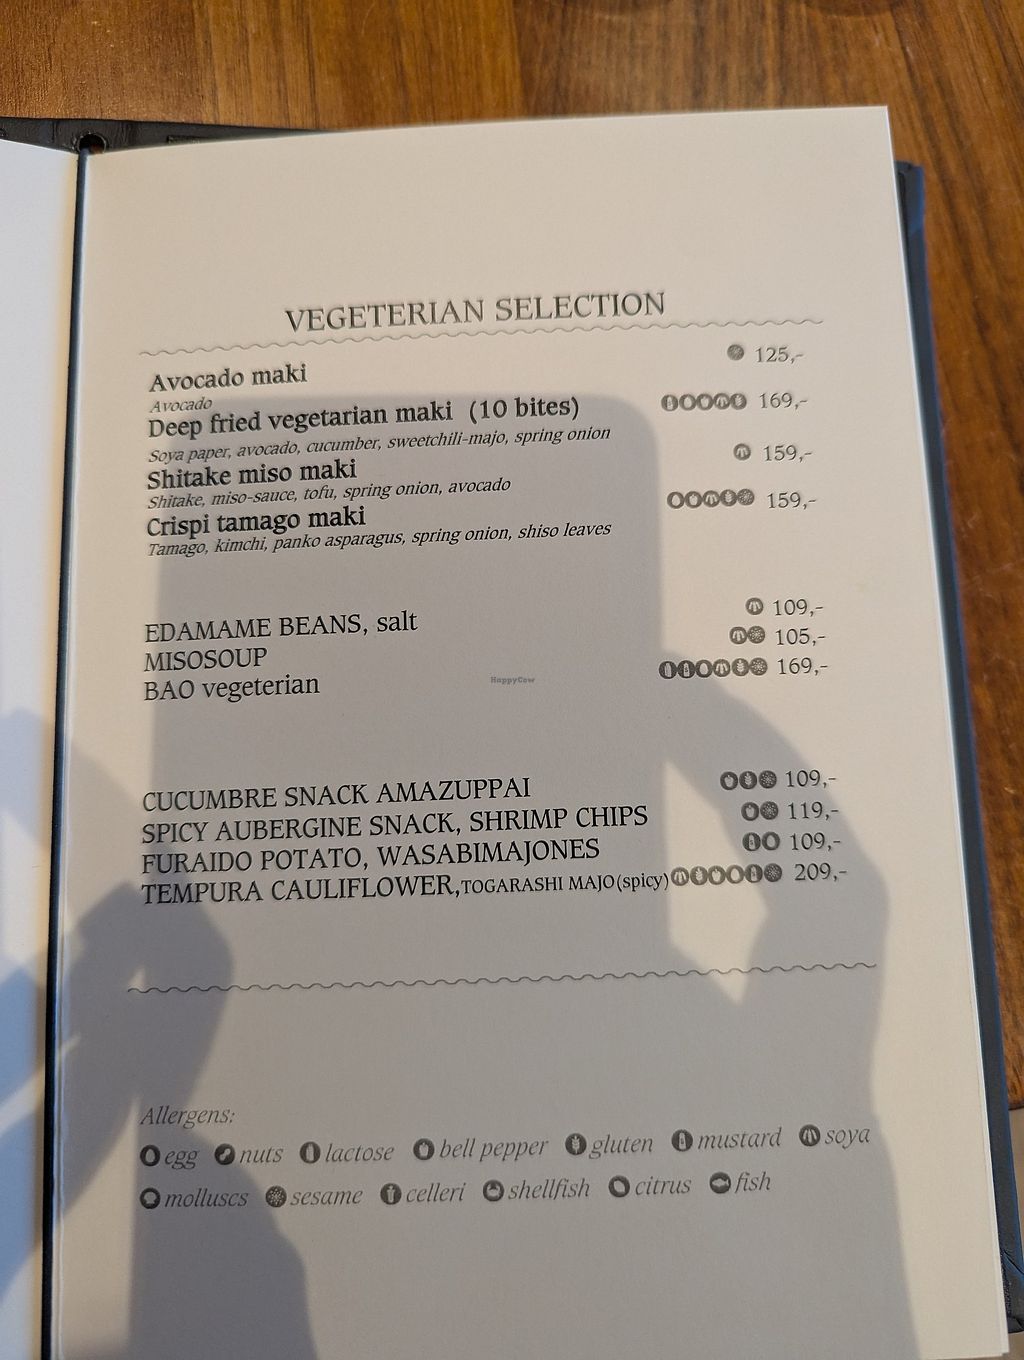 VEGETERIAN SELECTION
Avocado maki 125,-
Avocado
Deep fried vegetarian maki (10 bites) 169,-
Soya paper, avocado, cucumber, sweetchili-majo, spring onion
Shitake miso maki 159,-
Shitake, miso-sauce, tofu, spring onion, avocado
Crispi tamago maki 159,-
Tamago, kimchi, panko asparagus, spring onion, shiso leaves
EDAMAME BEANS, salt 109,-
MISOSOUP 105,-
BAO vegeterian 169,-
HappyCow
CUCUMBRE SNACK AMAZUPPAI 109,-
SPICY AUBERGINE SNACK, SHRIMP CHIPS 119,-
FURAIDO POTATO, WASABIMAJONES 109,-
TEMPURA CAULIFLOWER,TOGARASHI MAJO(spicy) 209,-
Allergens:
egg nuts lactose bell pepper gluten mustard soya
molluscs sesame celleri shellfish citrus fish